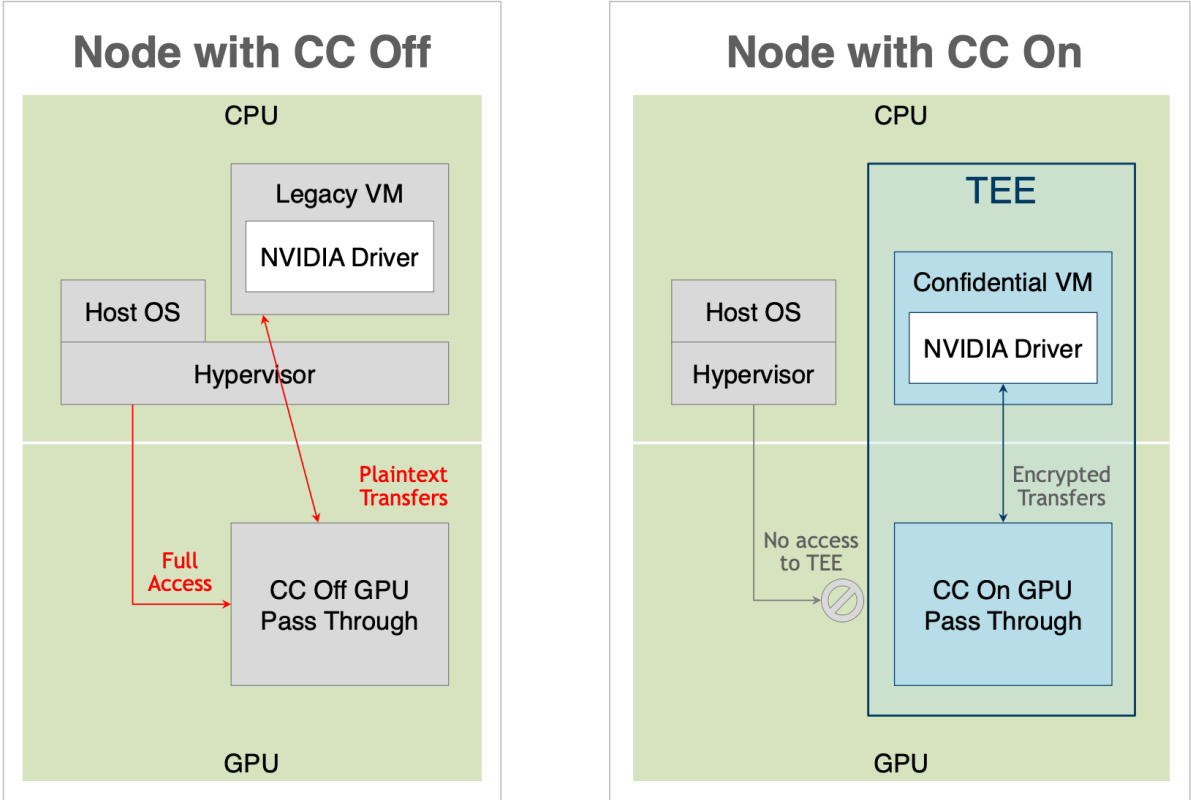 Node with CC Off
CPU
Legacy VM
NVIDIA Driver
Host OS
Hypervisor
Plaintext
Transfers
Full
Access
CC Off GPU
Pass Through
GPU
Node with CC On
CPU
TEE
Confidential VM
NVIDIA Driver
Host OS
Hypervisor
Encrypted
Transfers
No access
to TEE
CC On GPU
Pass Through
GPU